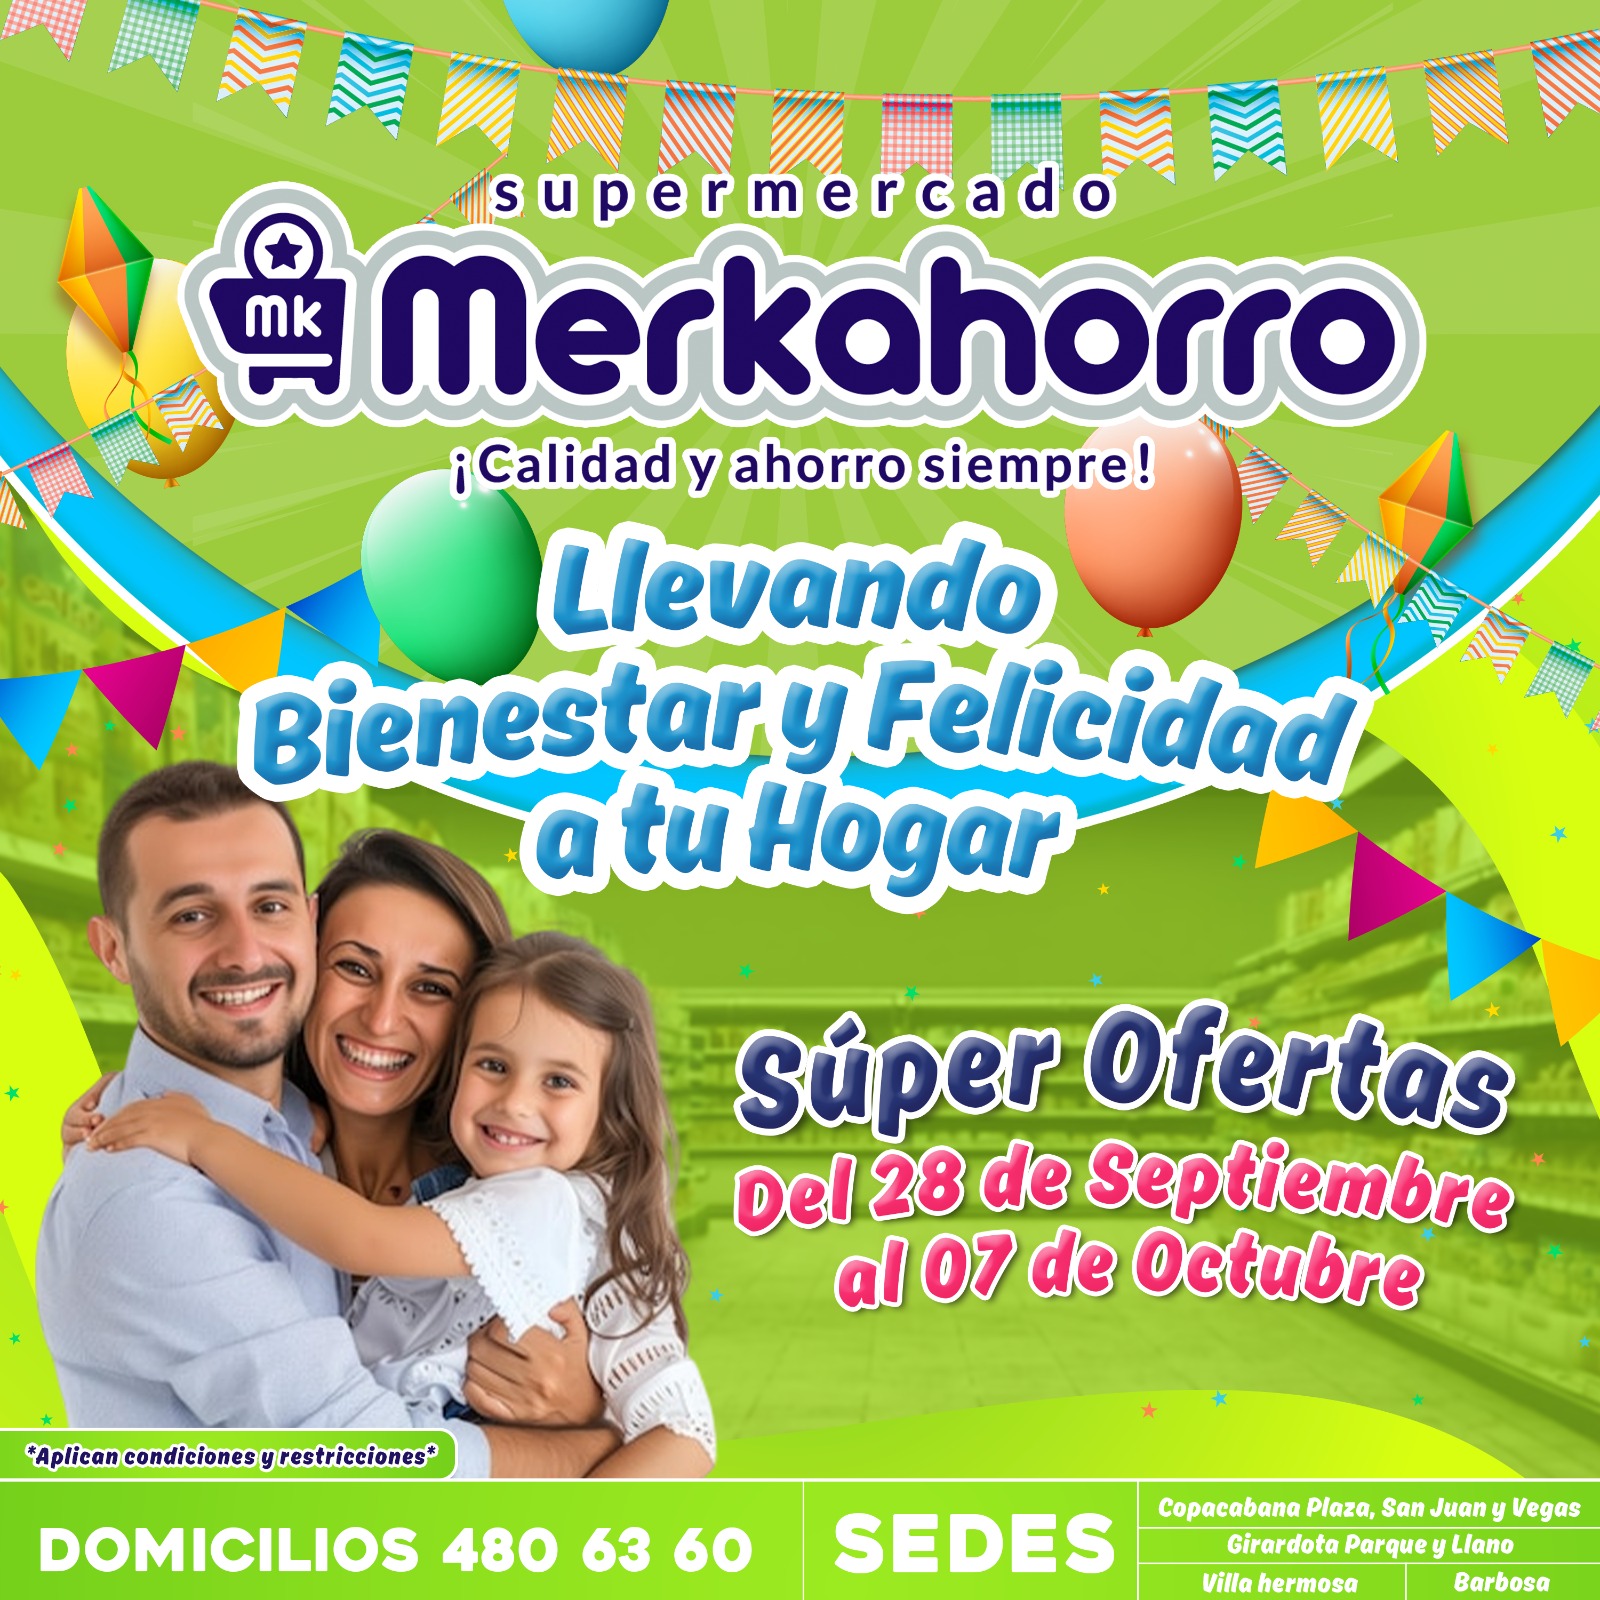 supermercado
mk Merkahorro
¡Calidad y ahorro siempre!
Llevando
Bienestar y Felicidad
a tu Hogar
Súper Ofertas
Del 28 de Septiembre
al 07 de Octubre
*Aplican condiciones y restricciones*
DOMICILIOS 480 63 60
SEDES
Copacabana Plaza, San Juan y Vegas
Girardota Parque y Llano
Villa hermosa
Barbosa